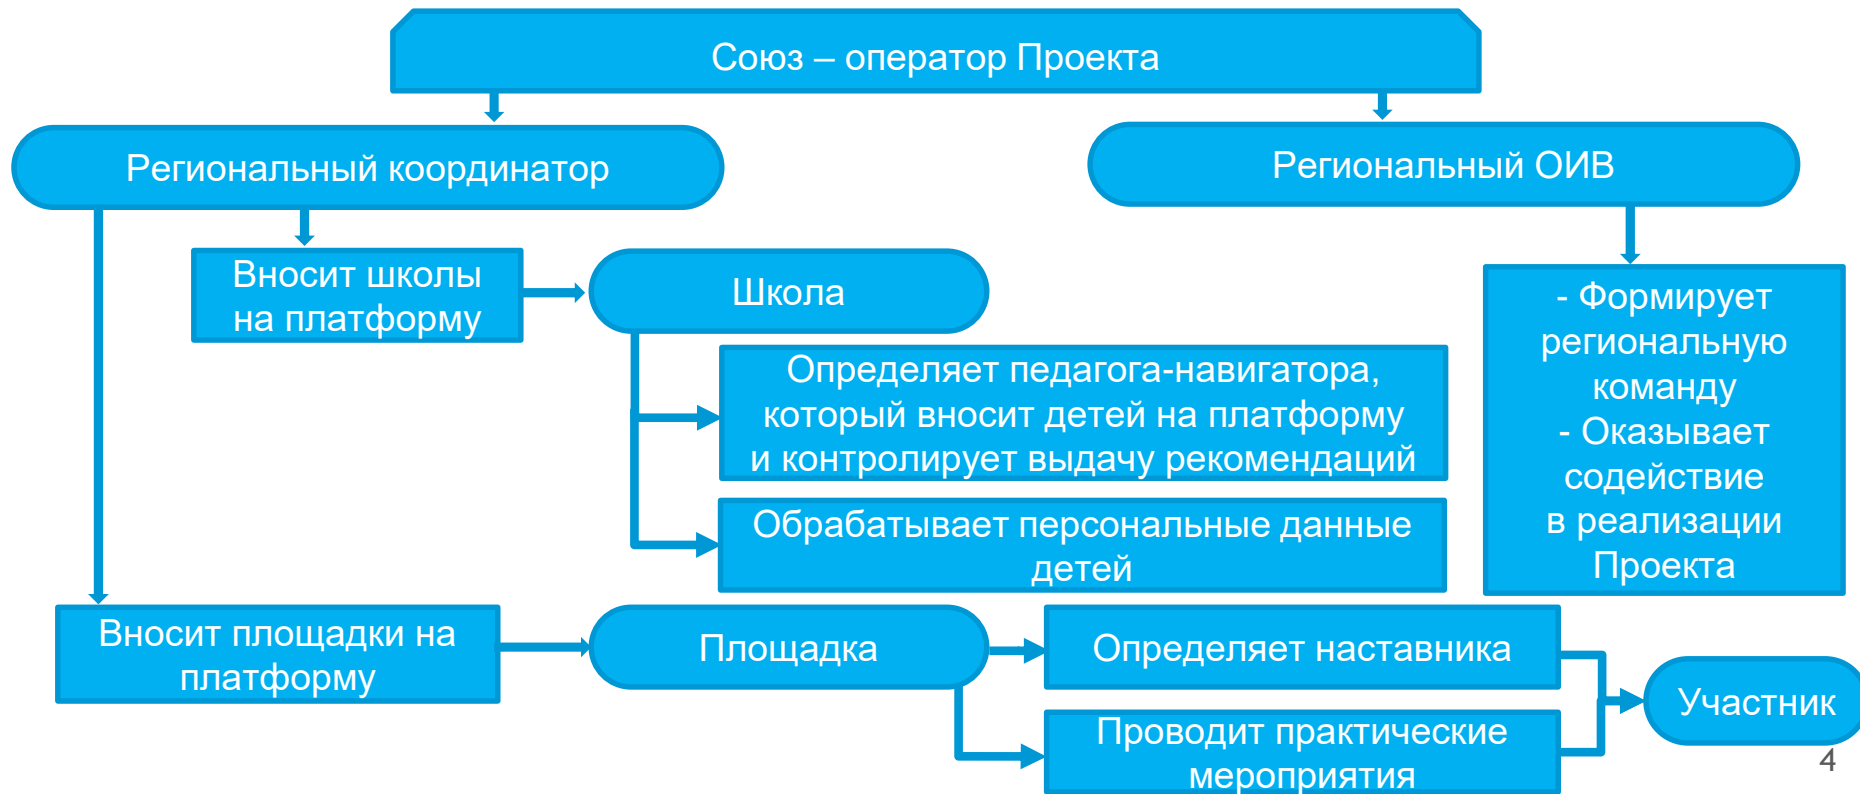 Союз – оператор Проекта
Региональный координатор
Региональный ОИВ
Вносит школы
на платформу
Школа
- Формирует
региональную
команду
- Оказывает
содействие
в реализации
Проекта
Определяет педагога-навигатора,
который вносит детей на платформу
и контролирует выдачу рекомендаций
Обрабатывает персональные данные
детей
Вносит площадки на
платформу
Площадка
Определяет наставника
Проводит практические
мероприятия
Участник
4